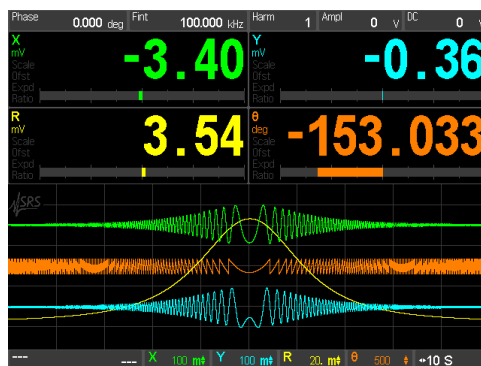 Phase 0.000 deg Fint 100.000 kHz Harm 1 Ampl 0 V DC 0 V
X Y
mV -3.40 mV -0.36
Scale Scale
Ofst Ofst
Expd Expd
Ratio Ratio
R θ
mV 3.54 deg -153.033
Scale Scale
Ofst Ofst
Expd Expd
Ratio Ratio
SRS
--- --- X 100 m Y 100 m R 20. m θ 500 10 S